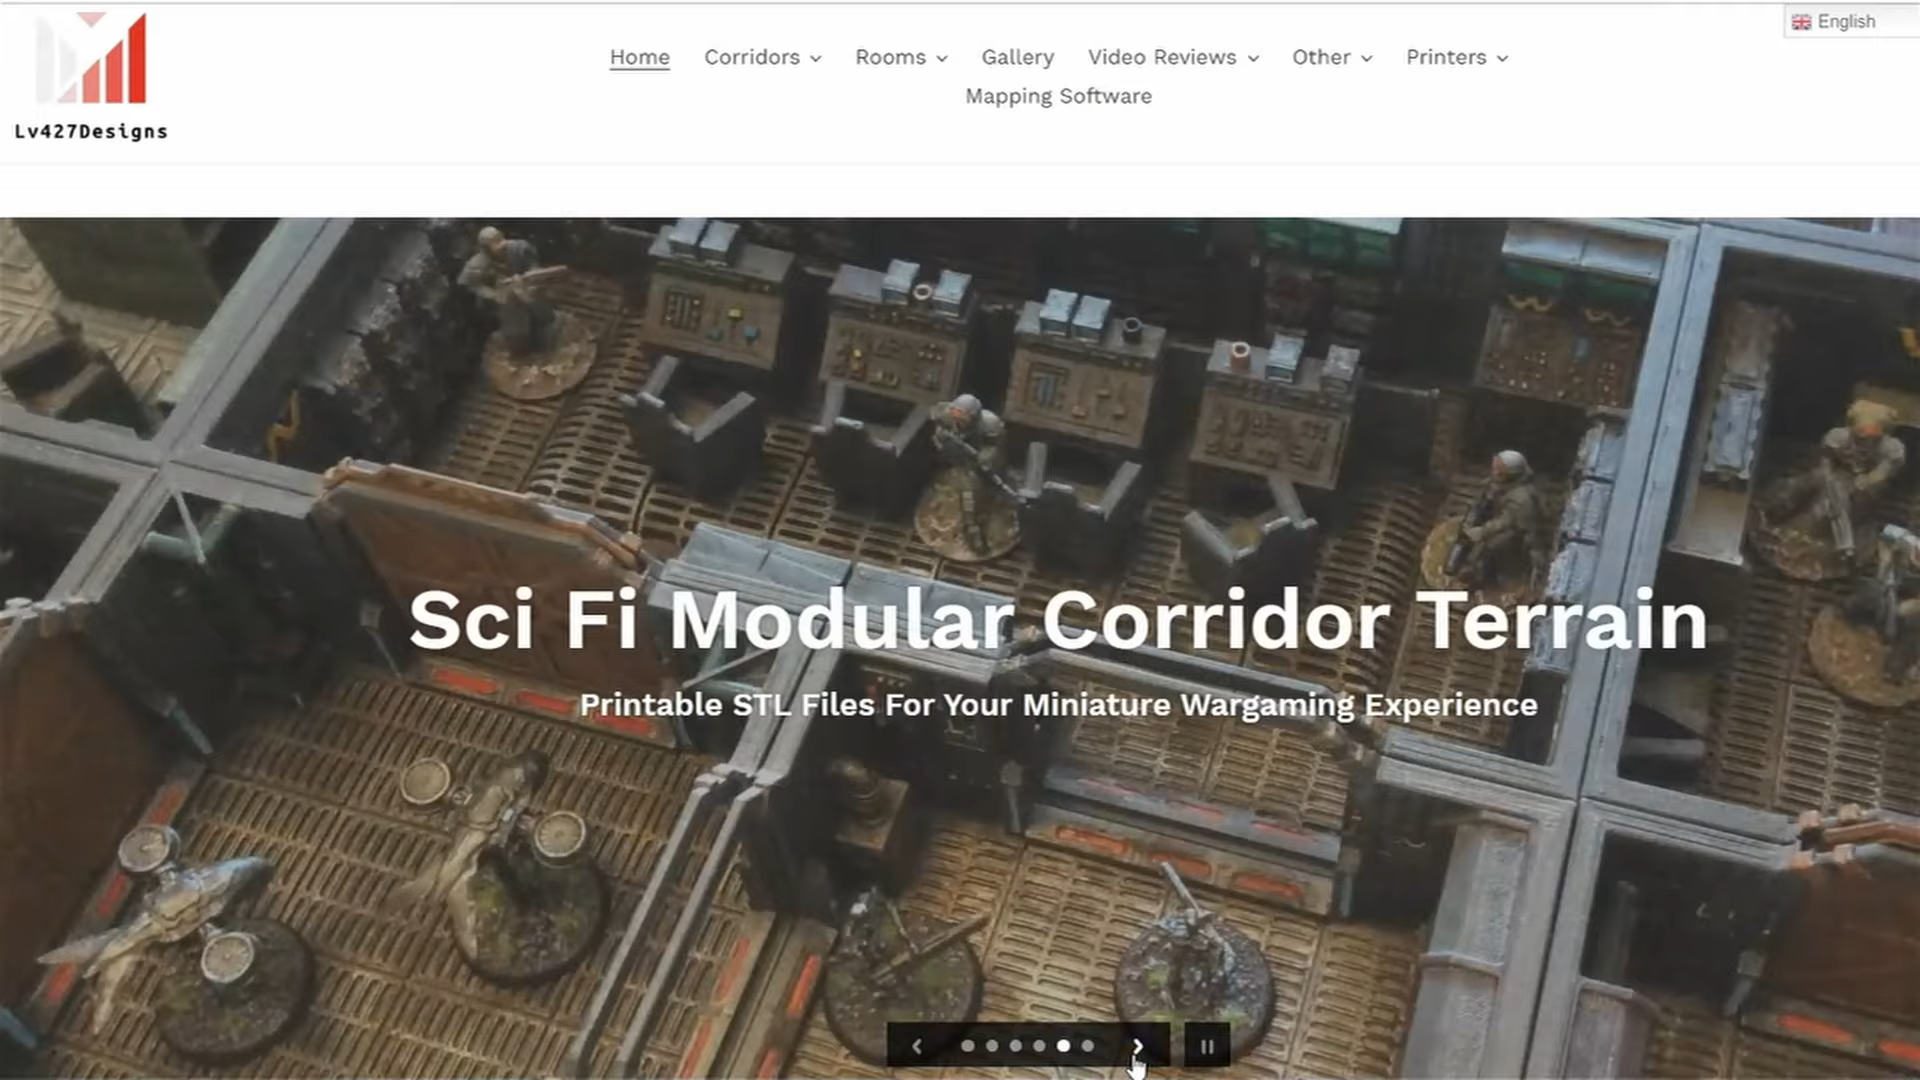 English
Home Corridors Rooms Gallery Video Reviews Other Printers
Mapping Software
Lv427Designs
Sci Fi Modular Corridor Terrain
Printable STL Files For Your Miniature Wargaming Experience